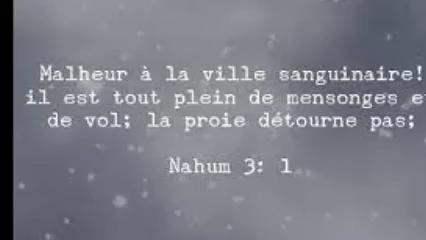 Malheur à la ville sanguinaire!
il est tout plein de mensonges et
de vol; la proie détourne pas;
Nahum 3: 1